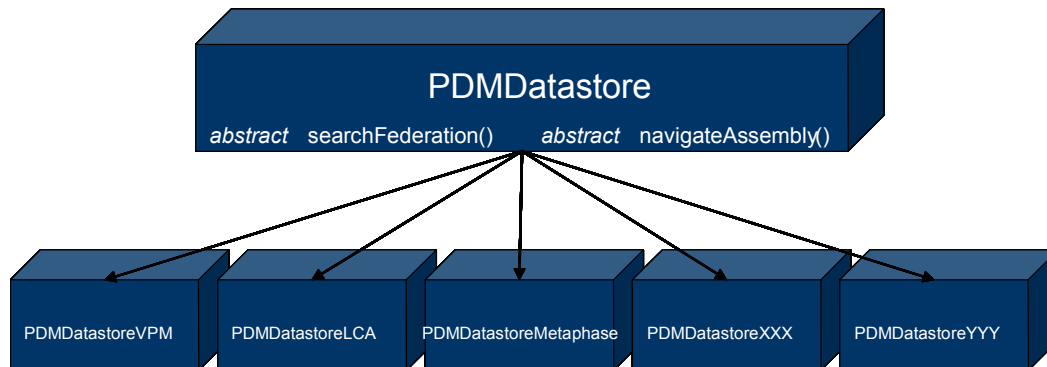 PDMDatastore
abstract searchFederation() abstract navigateAssembly()
PDMDatastoreVPM PDMDatastoreLCA PDMDatastoreMetaphase PDMDatastoreXXX PDMDatastoreYYY